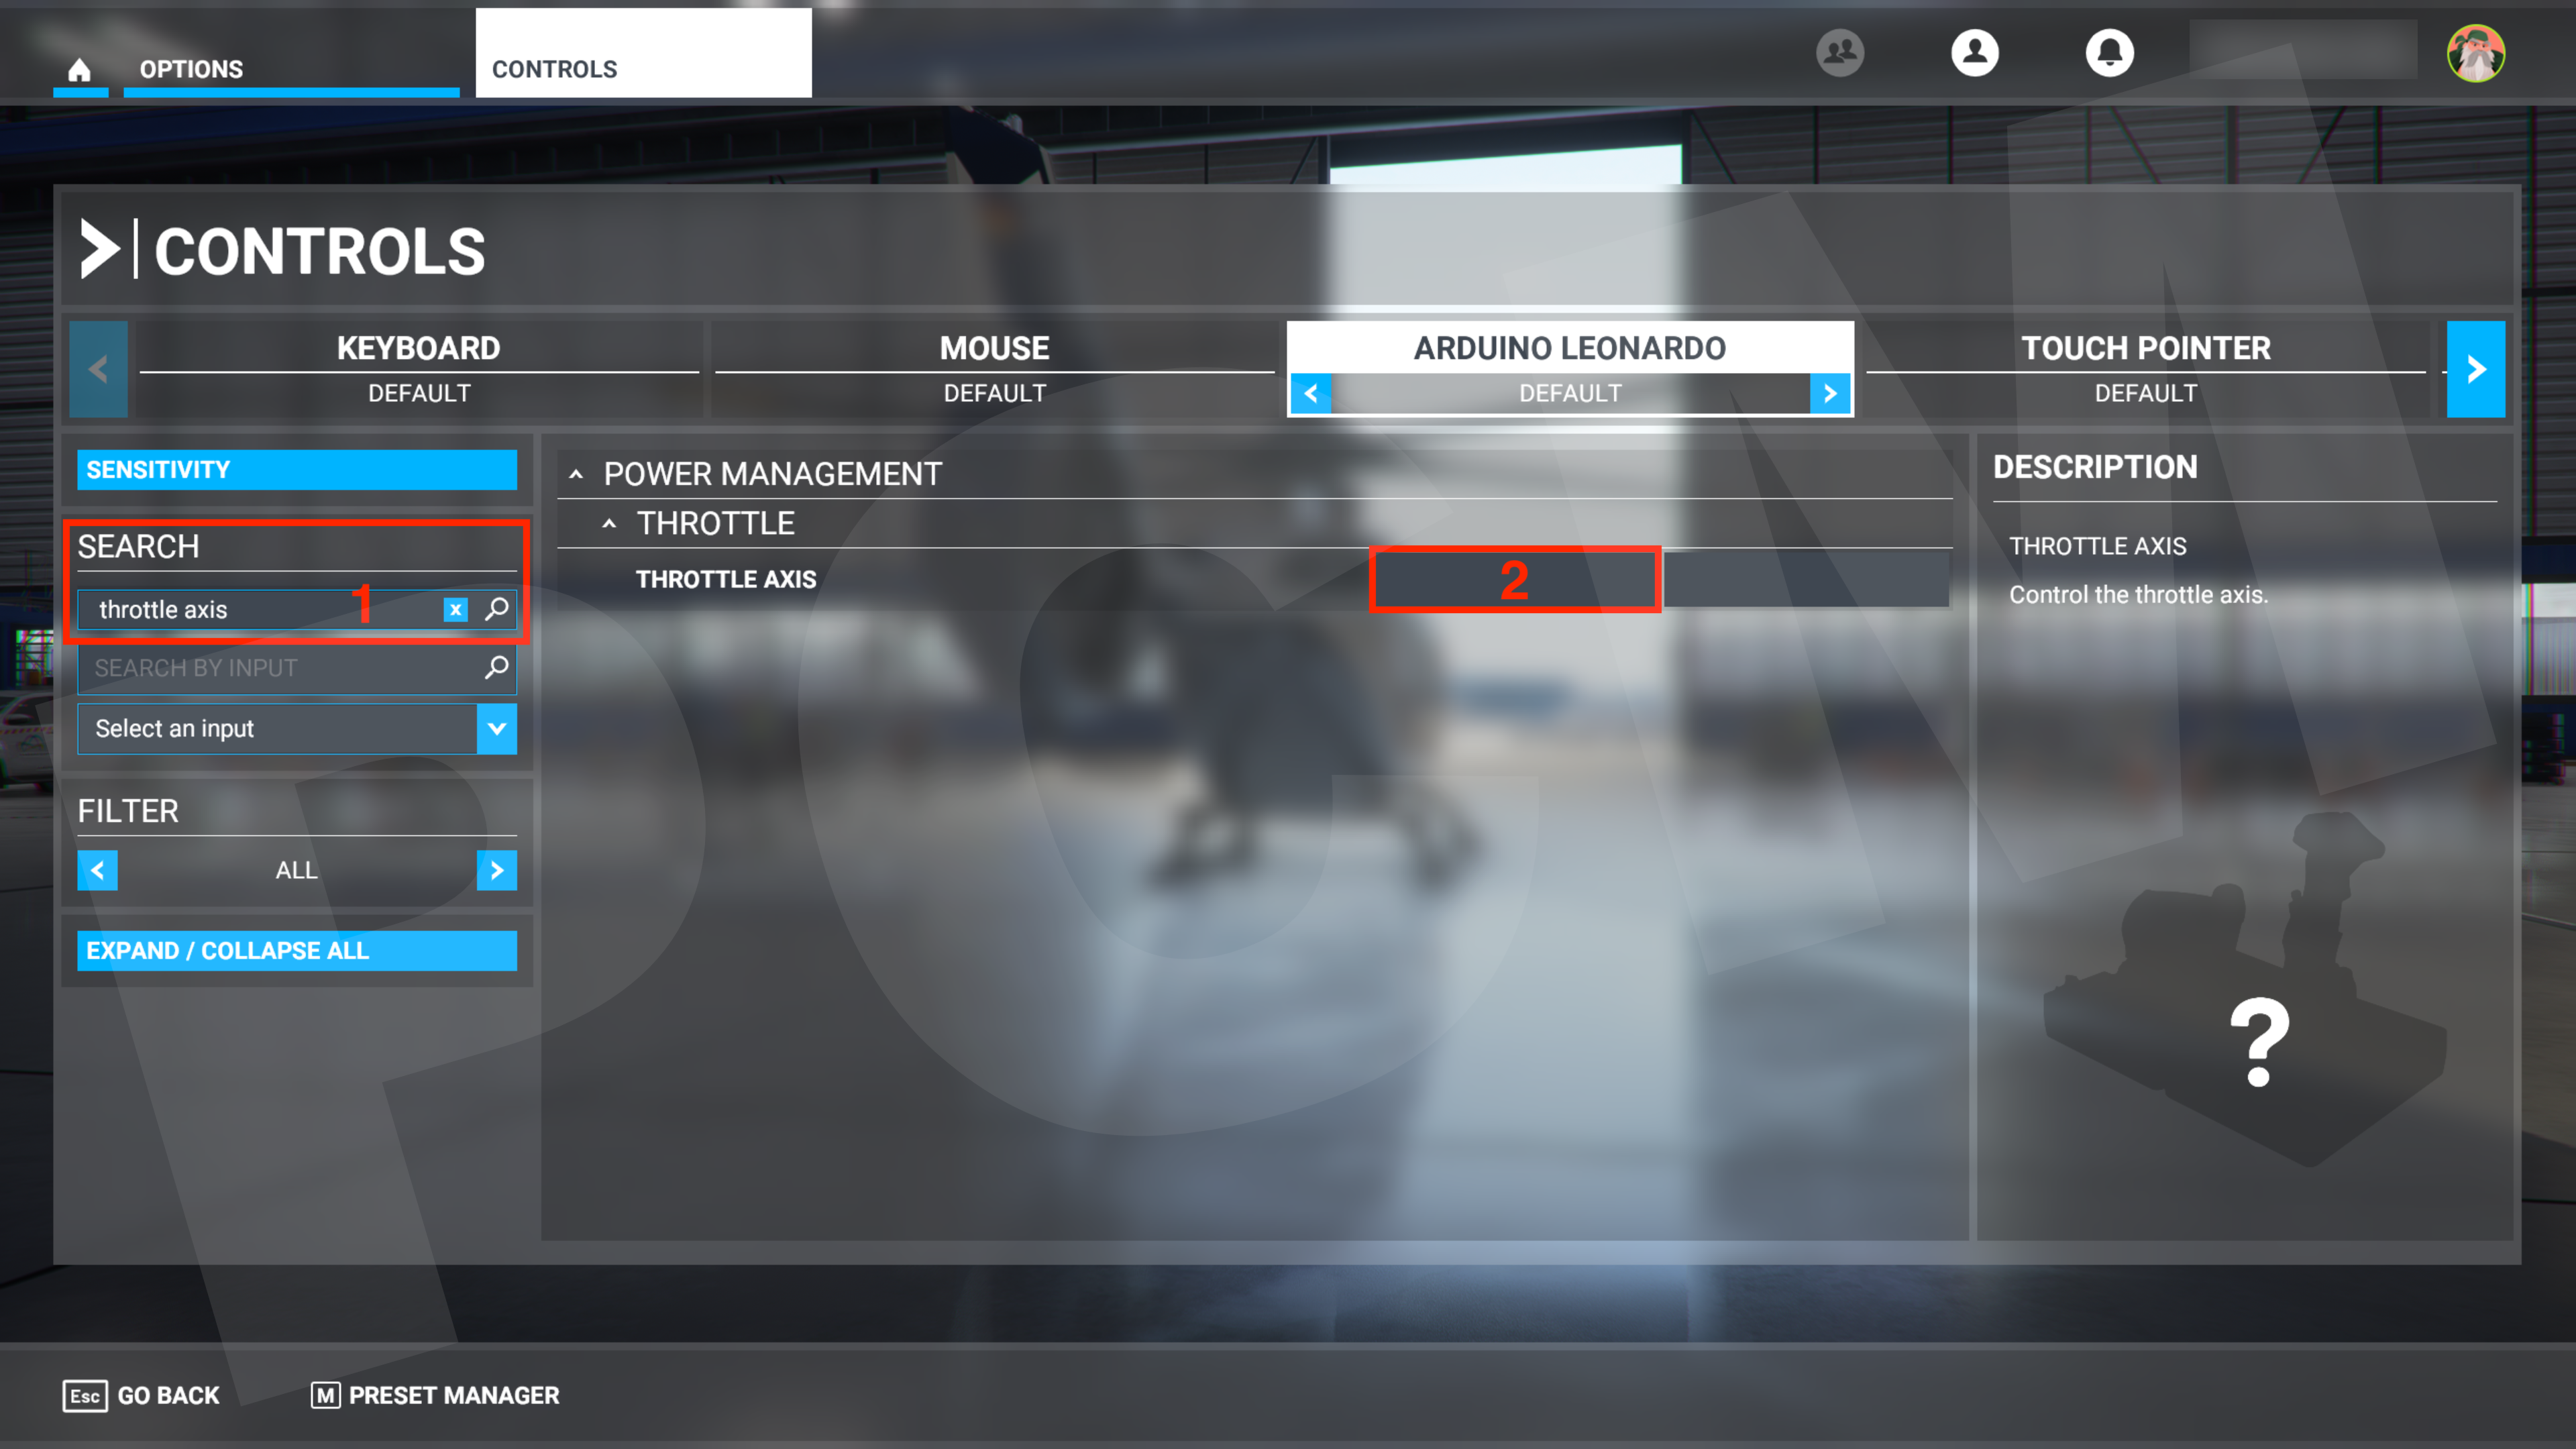 OPTIONS
CONTROLS
CONTROLS
KEYBOARD
DEFAULT
MOUSE
DEFAULT
ARDUINO LEONARDO
DEFAULT
TOUCH POINTER
DEFAULT
SENSITIVITY
SEARCH
throttle axis
1
x
SEARCH BY INPUT
Select an input
FILTER
ALL
EXPAND / COLLAPSE ALL
POWER MANAGEMENT
THROTTLE
THROTTLE AXIS
2
DESCRIPTION
THROTTLE AXIS
Control the throttle axis.
?
Esc GO BACK
M PRESET MANAGER
PCN